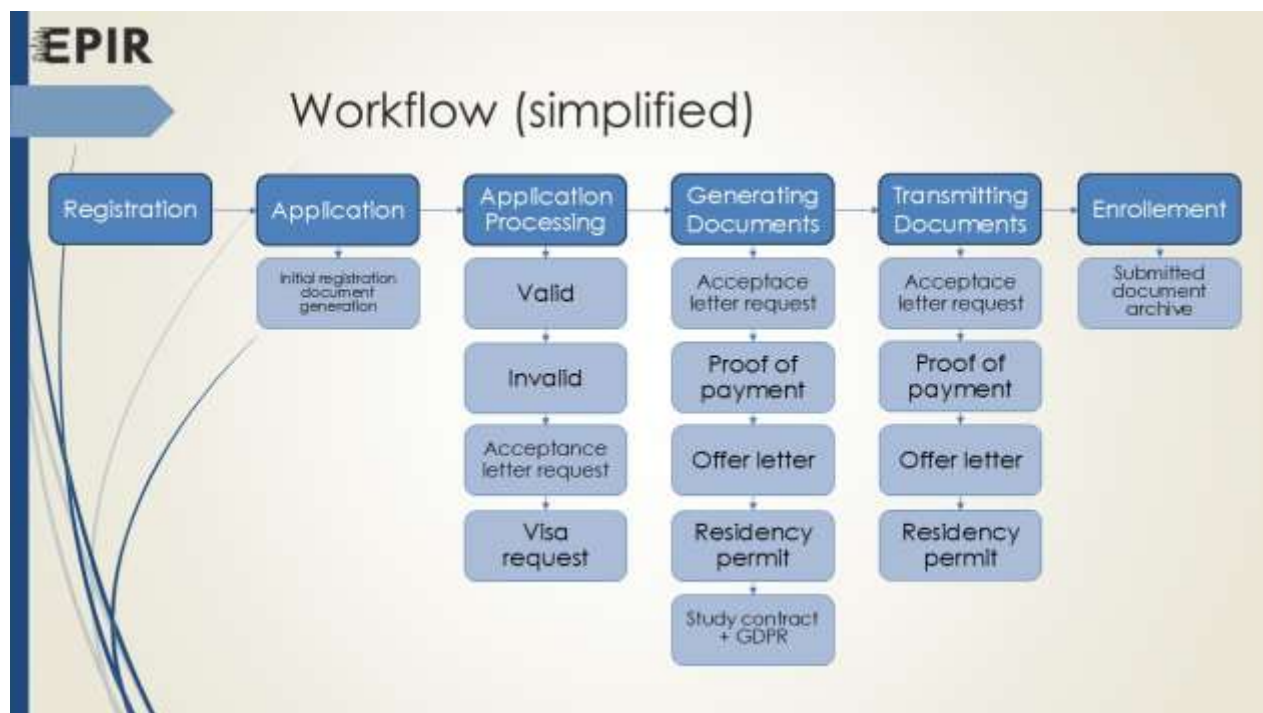 EPIR
Workflow (simplified)
Registration
Application
Application
Processing
Generating
Documents
Transmitting
Documents
Enrollement
Initial registration
document
generation
Valid
Invalid
Acceptance
letter request
Visa
request
Acceptace
letter request
Proof of
payment
Offer letter
Residency
permit
Study contract
+ GDPR
Acceptace
letter request
Proof of
payment
Offer letter
Residency
permit
Submitted
document
archive